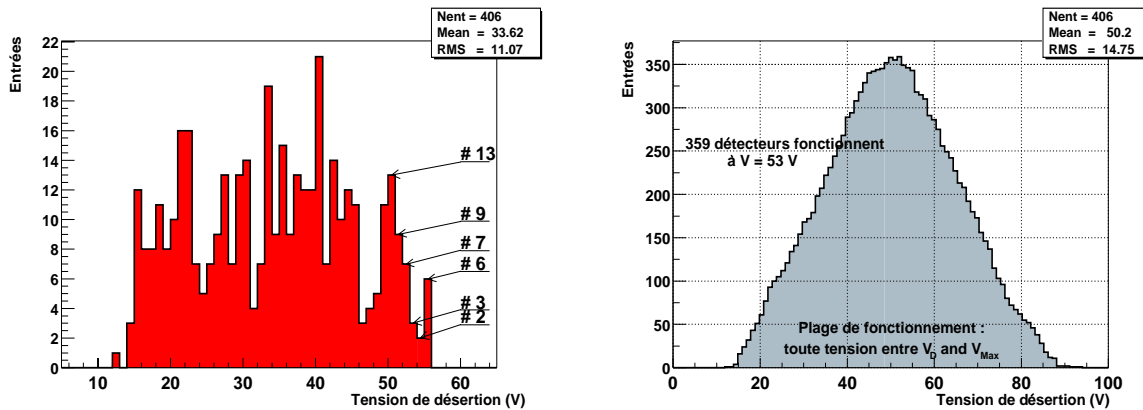 Nent = 406
Mean = 33.62
RMS = 11.07
Entrées
22
20
18
16
14
12
10
8
6
4
2
0
# 13
# 9
# 7
# 6
# 3
# 2
10 20 30 40 50 60
Tension de désertion (V)
Nent = 406
Mean = 50.2
RMS = 14.75
Entrées
350
300
250
200
150
100
50
0
359 détecteurs fonctionnent
à V = 53 V
Plage de fonctionnement :
toute tension entre V_D and V_Max
0 20 40 60 80 100
Tension de désertion (V)